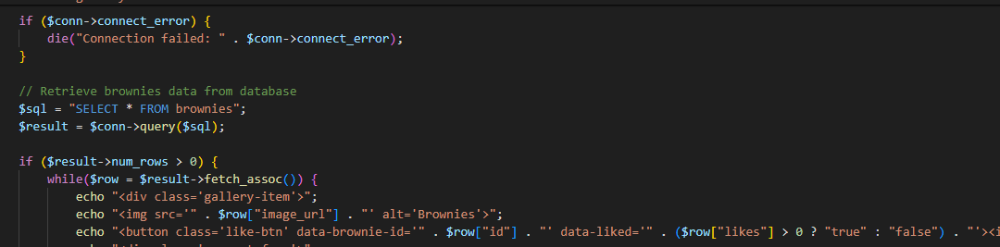 if ($conn->connect_error) {
die("Connection failed: " . $conn->connect_error);
}
// Retrieve brownies data from database
$sql = "SELECT * FROM brownies";
$result = $conn->query($sql);
if ($result->num_rows > 0) {
while($row = $result->fetch_assoc()) {
echo "<div class='gallery-item'>";
echo "<img src='" . $row["image_url"] . "' alt='Brownies'>";
echo "<button class='like-btn' data-brownie-id='" . $row["id"] . "' data-liked='" . ($row["likes"] > 0 ? "true" : "false") . "'><i